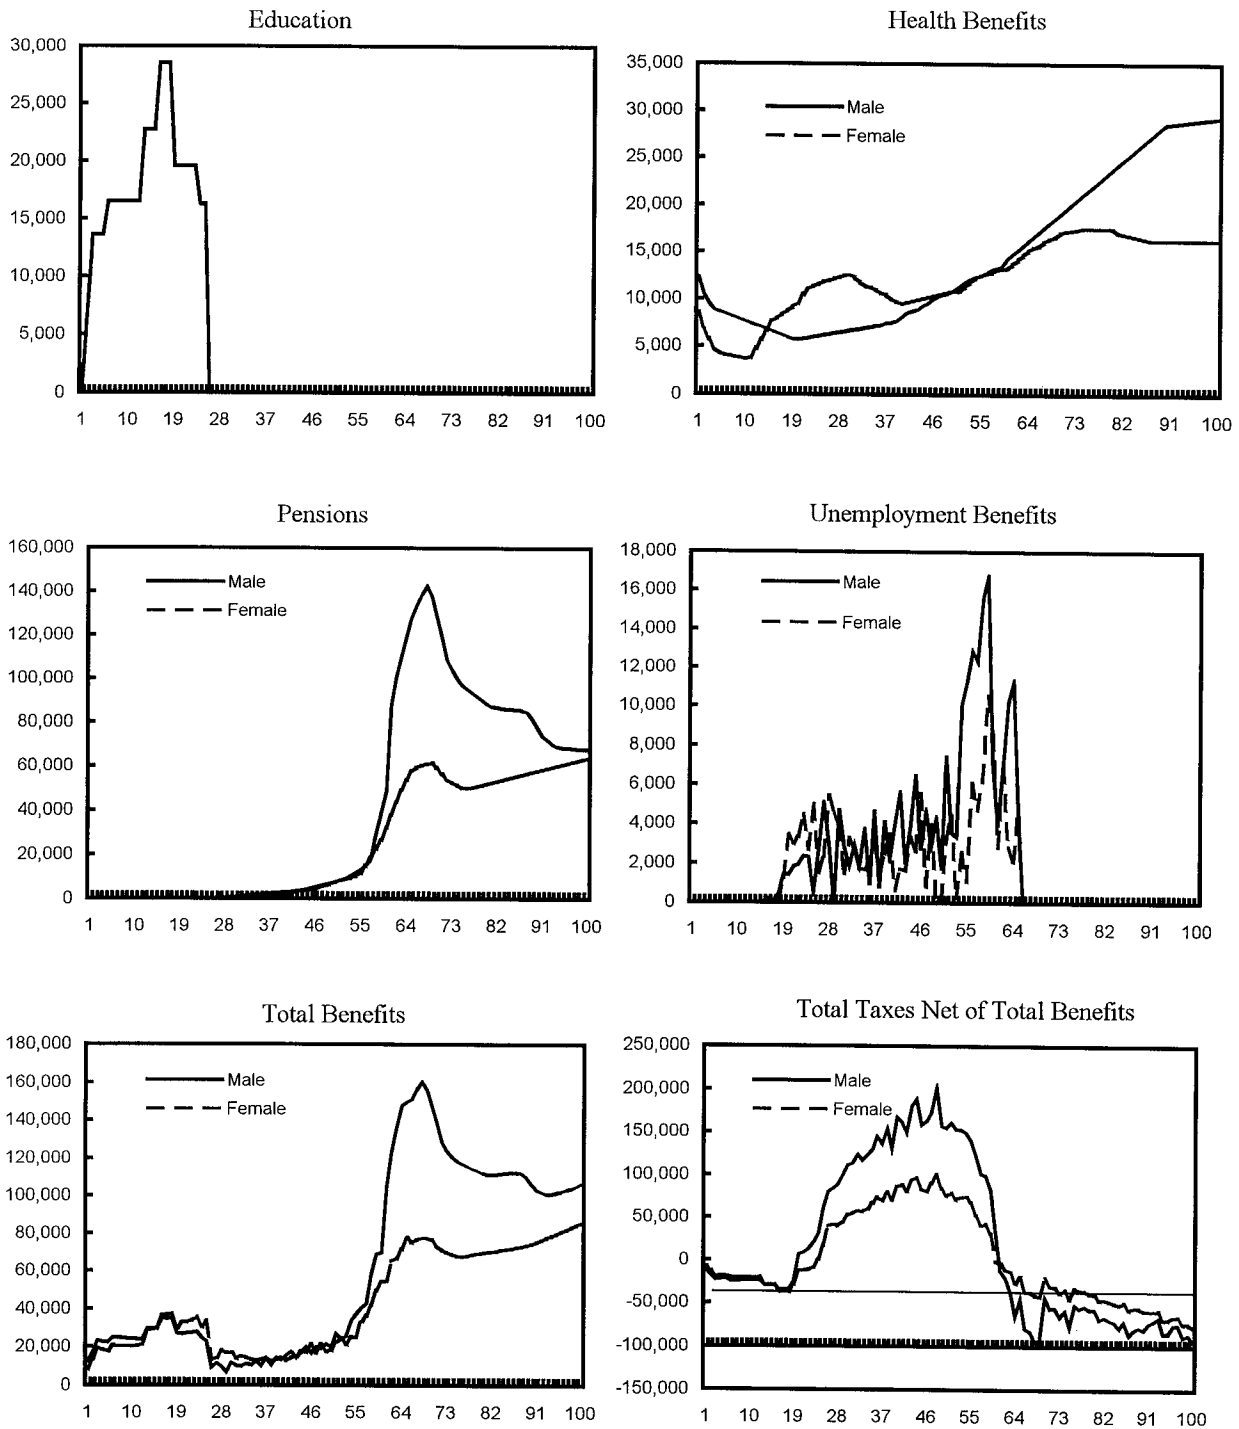 Education
30,000
25,000
20,000
15,000
10,000
5,000
0
1 10 19 28 37 46 55 64 73 82 91 100
Health Benefits
35,000
30,000
25,000
20,000
15,000
10,000
5,000
0
Male
Female
1 10 19 28 37 46 55 64 73 82 91 100
Pensions
160,000
140,000
120,000
100,000
80,000
60,000
40,000
20,000
0
Male
Female
1 10 19 28 37 46 55 64 73 82 91 100
Unemployment Benefits
18,000
16,000
14,000
12,000
10,000
8,000
6,000
4,000
2,000
0
Male
Female
1 10 19 28 37 46 55 64 73 82 91 100
Total Benefits
180,000
160,000
140,000
120,000
100,000
80,000
60,000
40,000
20,000
0
Male
Female
1 10 19 28 37 46 55 64 73 82 91 100
Total Taxes Net of Total Benefits
250,000
200,000
150,000
100,000
50,000
0
-50,000
-100,000
-150,000
Male
Female
1 10 19 28 37 46 55 64 73 82 91 100